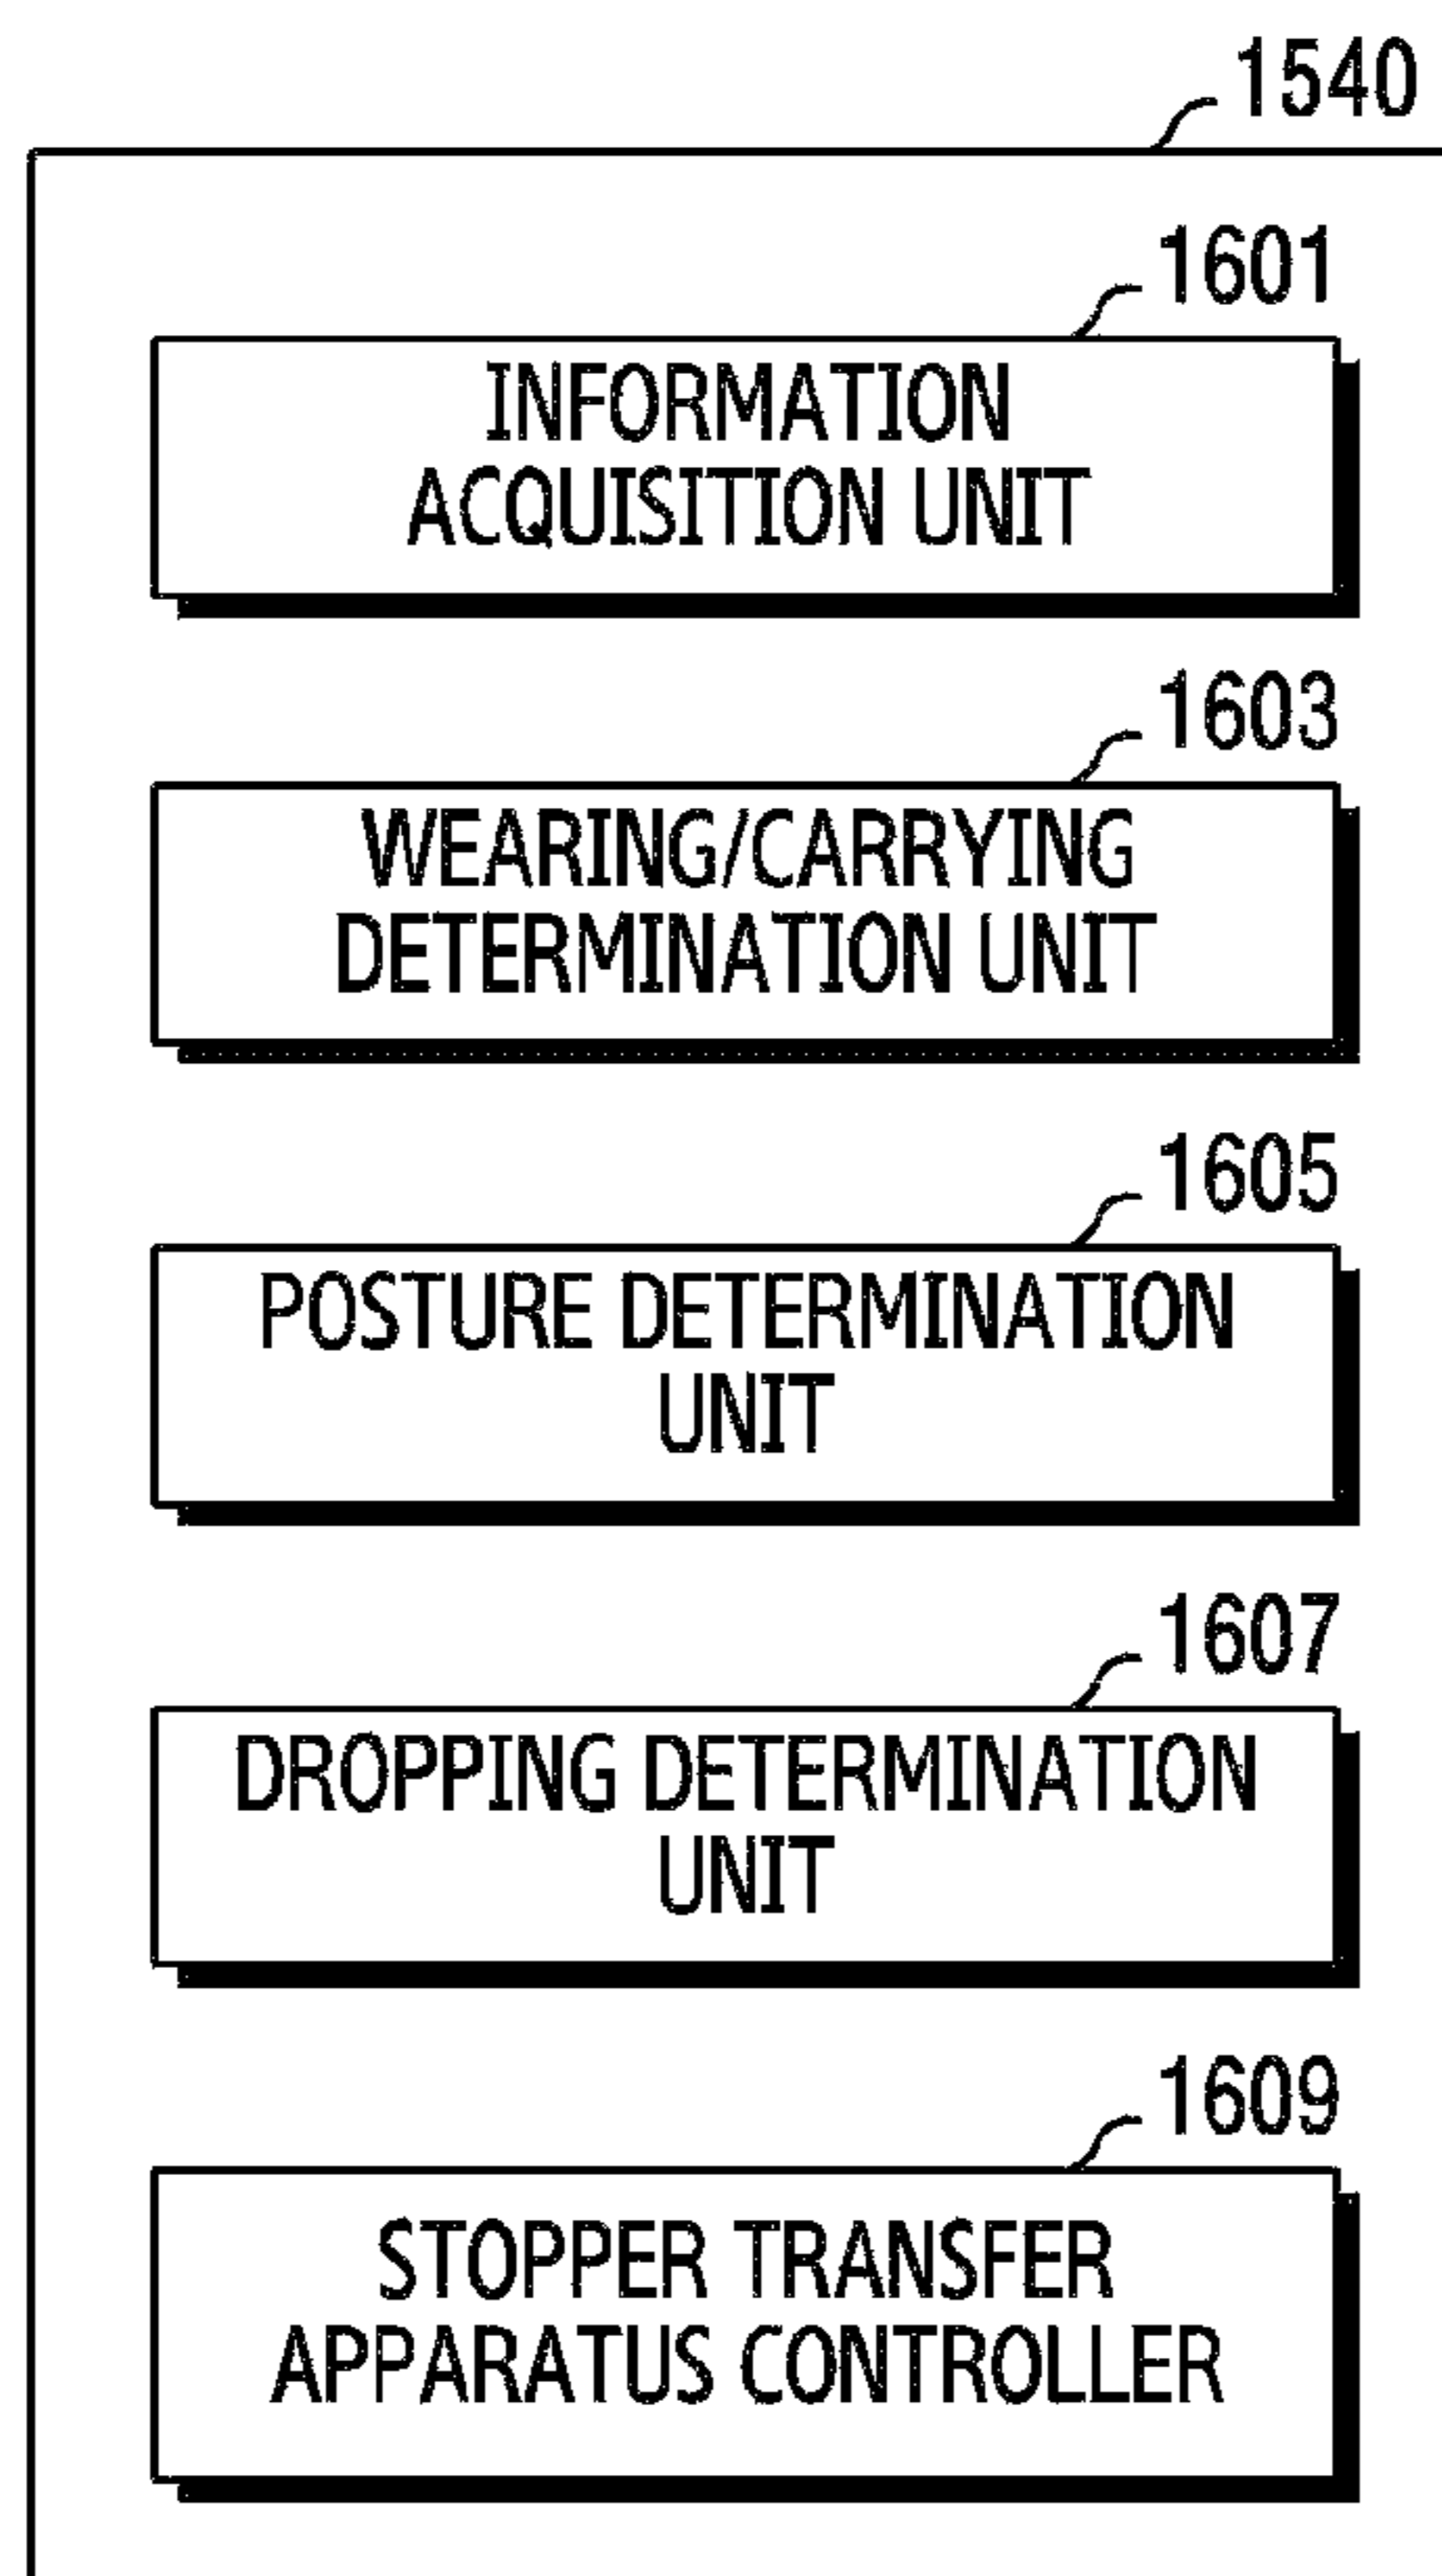 1540
1601
INFORMATION
ACQUISITION UNIT
1603
WEARING/CARRYING
DETERMINATION UNIT
1605
POSTURE DETERMINATION
UNIT
1607
DROPPING DETERMINATION
UNIT
1609
STOPPER TRANSFER
APPARATUS CONTROLLER